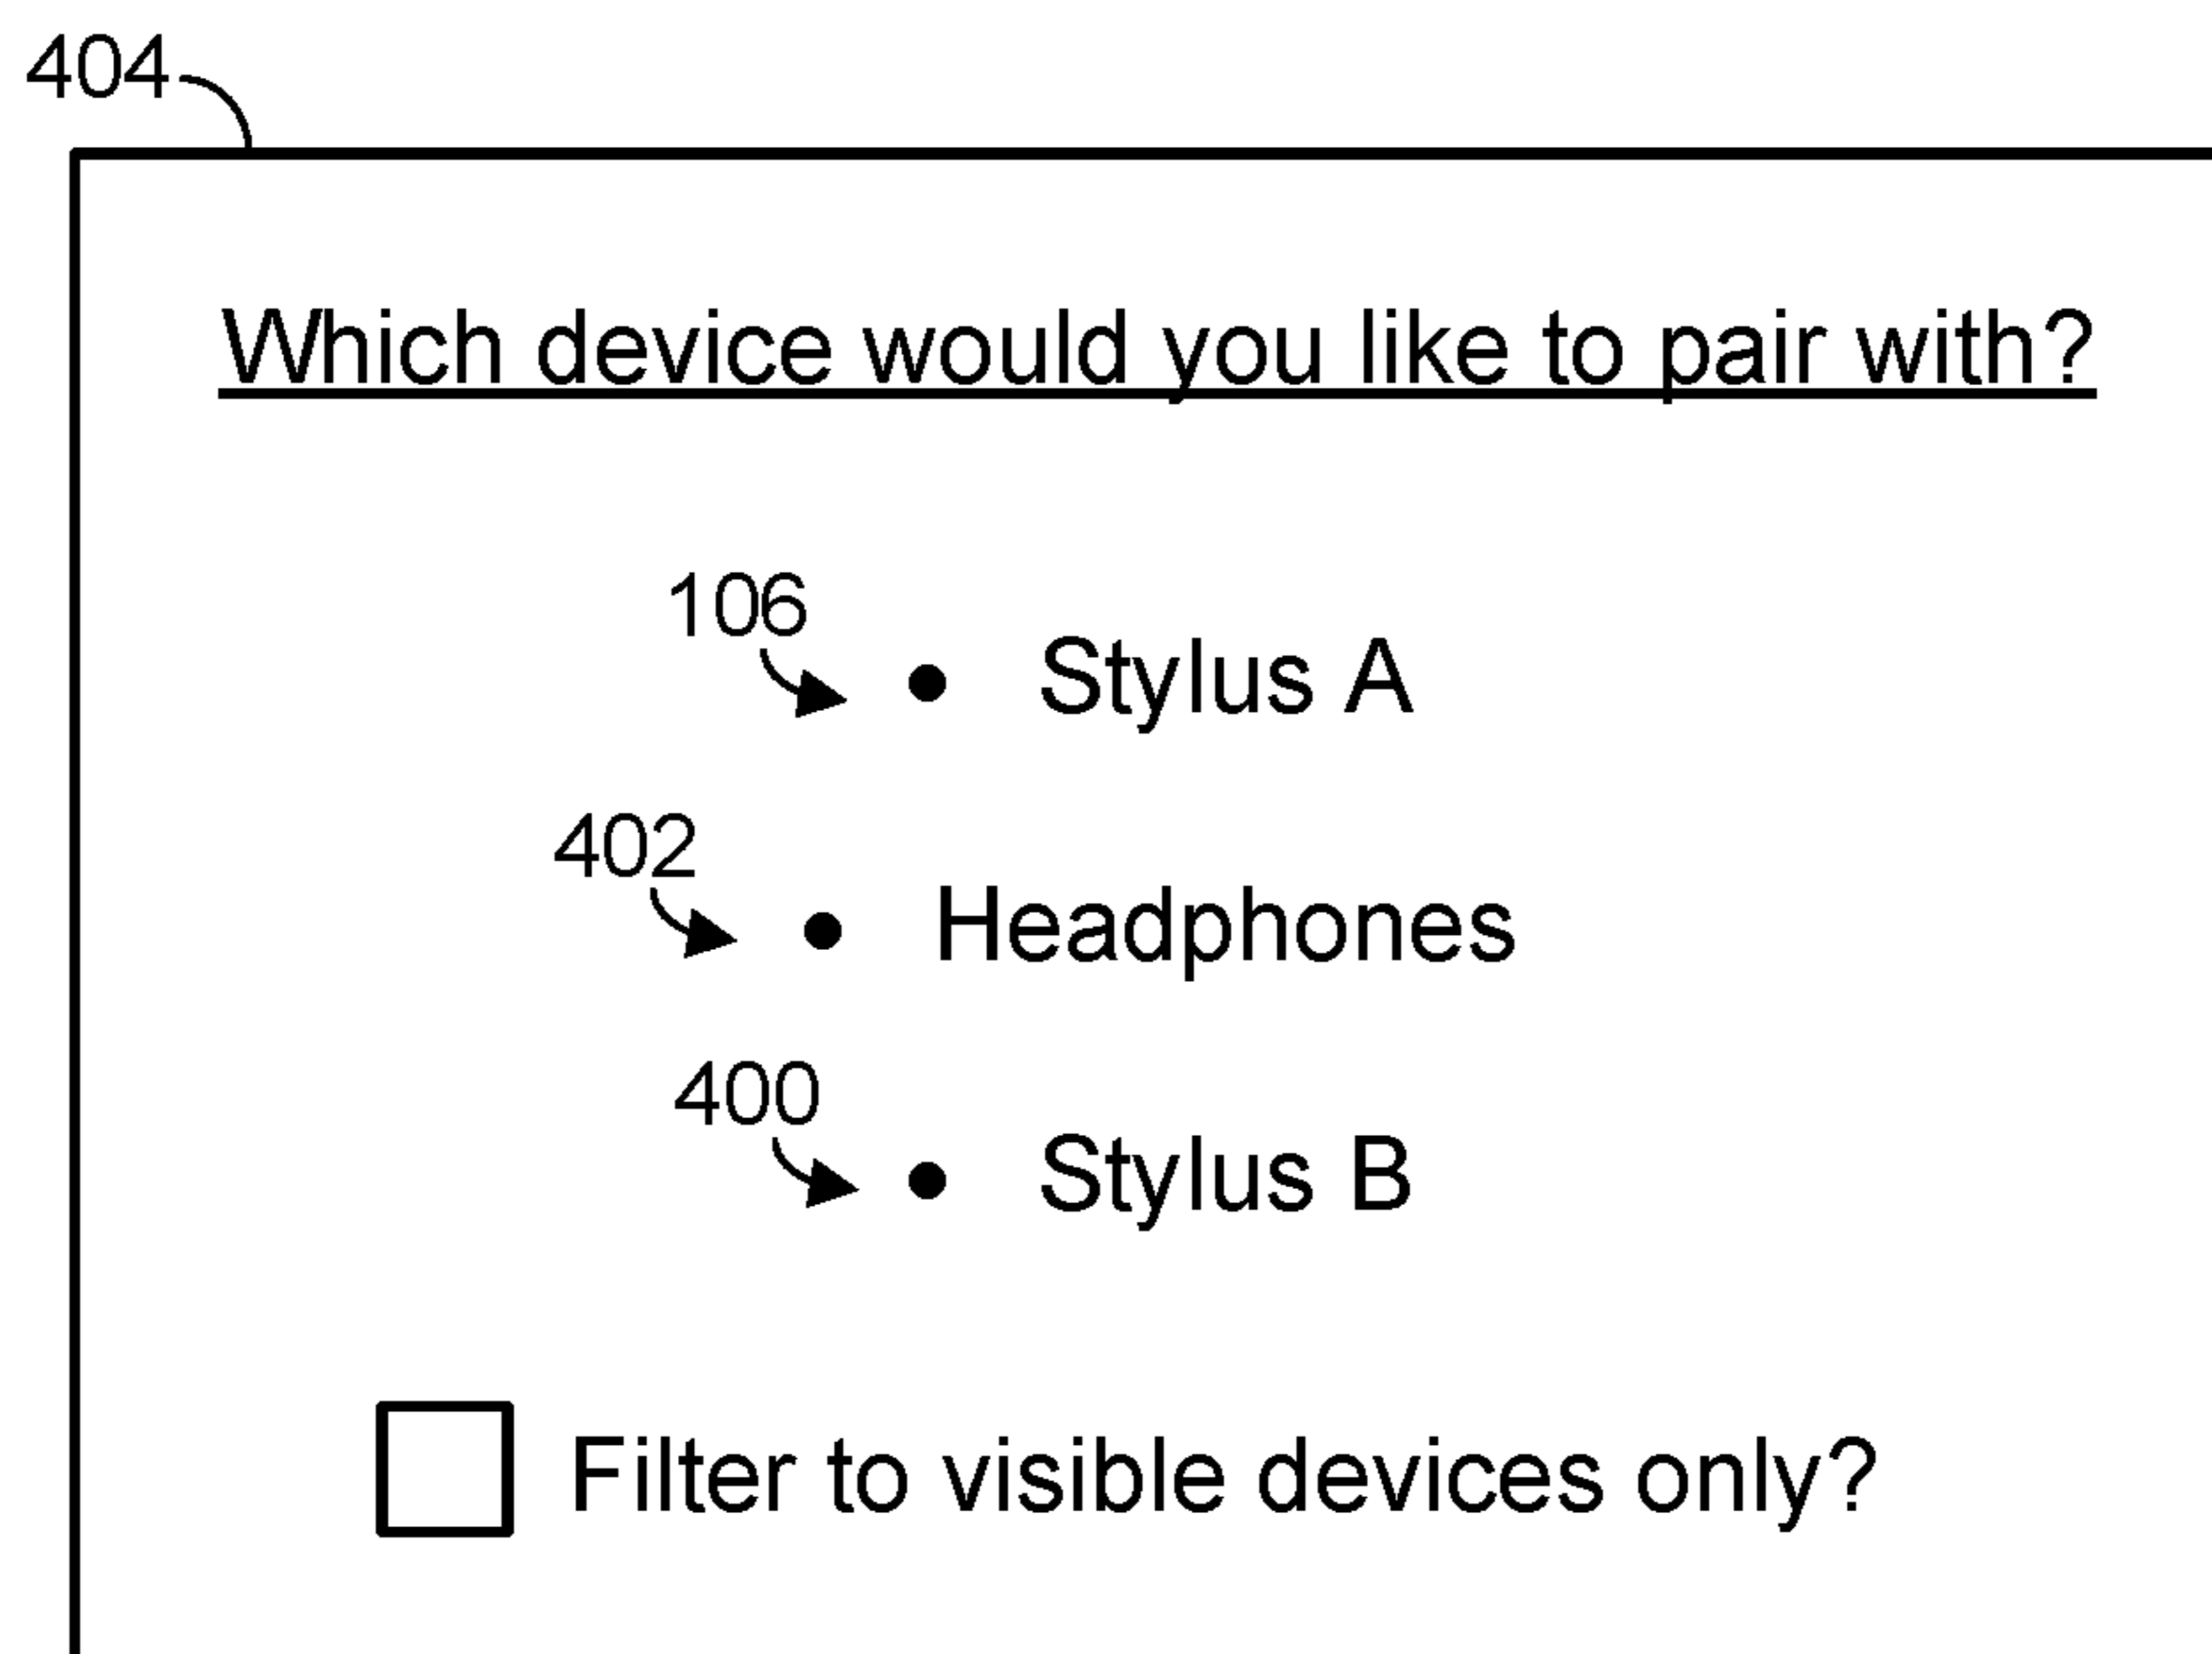 404
Which device would you like to pair with?
106
• Stylus A
402
• Headphones
400
• Stylus B
Filter to visible devices only?